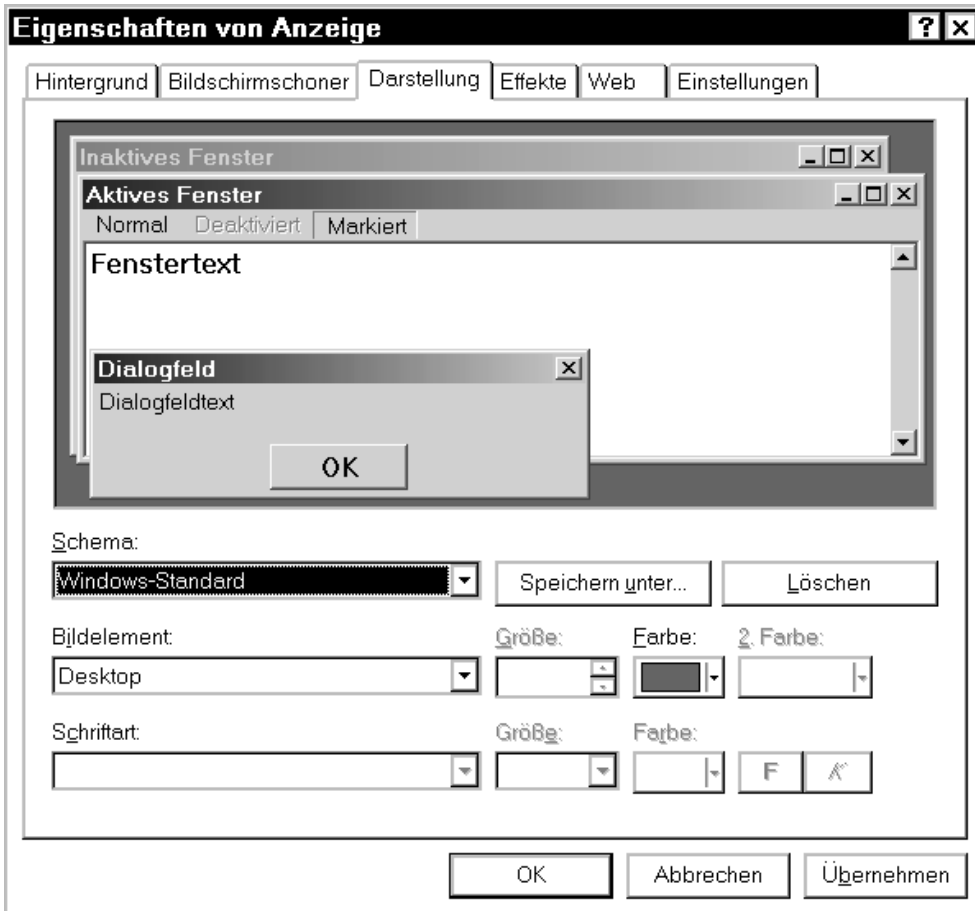 Eigenschaften von Anzeige ?
Hintergrund Bildschirmschoner Darstellung Effekte Web Einstellungen
Inaktives Fenster
Aktives Fenster
Normal Deaktiviert Markiert
Fenstertext
Dialogfeld
Dialogfeldtext
OK
Schema:
Windows-Standard Speichern unter... Löschen
Bildelement: Größe: Farbe: 2. Farbe:
Desktop
Schriftart: Größe: Farbe:
F K
OK Abbrechen Übernehmen